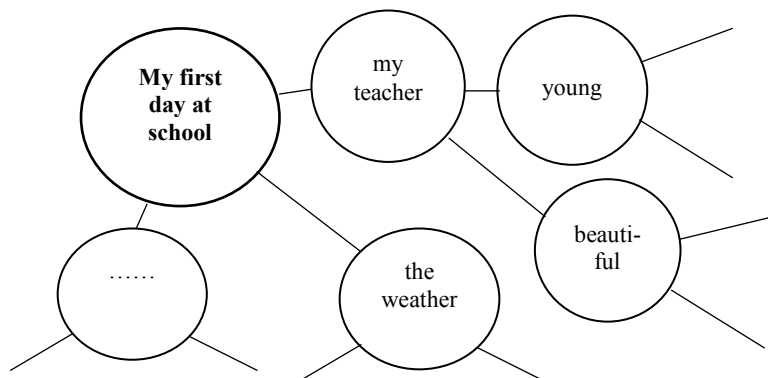 My first
day at
school
my
teacher
young
beauti-
ful
the
weather
......